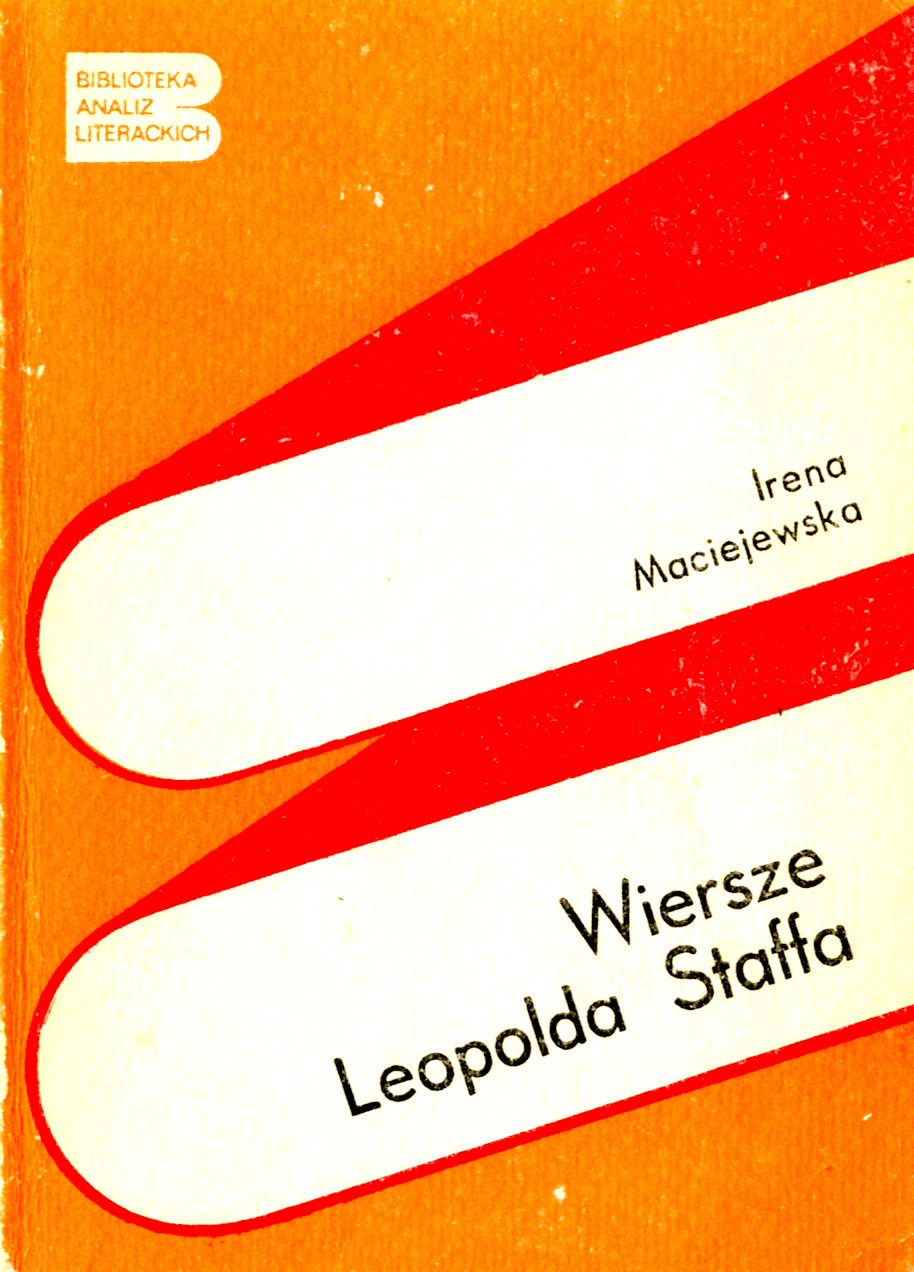 BIBLIOTEKA
ANALIZ
LITERACKICH
Irena
Maciejewska
Wiersze
Leopolda Staffa